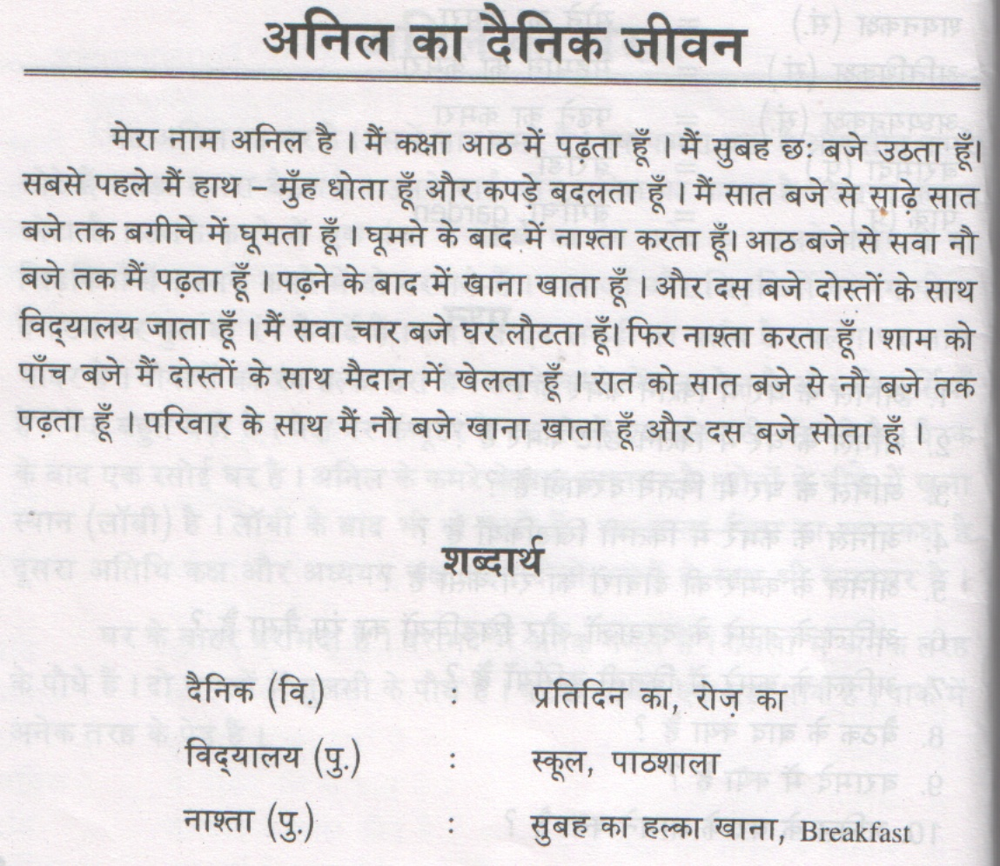 अनिल का दैनिक जीवन
मेरा नाम अनिल है । मैं कक्षा आठ में पढ़ता हूँ । मैं सुबह छः बजे उठता हूँ।
सबसे पहले मैं हाथ – मुँह धोता हूँ और कपड़े बदलता हूँ । मैं सात बजे से साढ़े सात
बजे तक बगीचे में घूमता हूँ । घूमने के बाद में नाश्ता करता हूँ। आठ बजे से सवा नौ
बजे तक मैं पढ़ता हूँ । पढ़ने के बाद में खाना खाता हूँ । और दस बजे दोस्तों के साथ
विद्‌यालय जाता हूँ । मैं सवा चार बजे घर लौटता हूँ। फिर नाश्ता करता हूँ । शाम को
पाँच बजे मैं दोस्तों के साथ मैदान में खेलता हूँ । रात को सात बजे से नौ बजे तक
पढ़ता हूँ । परिवार के साथ मैं नौ बजे खाना खाता हूँ और दस बजे सोता हूँ ।
शब्दार्थ
दैनिक (वि.) : प्रतिदिन का, रोज़ का
विद्‌यालय (पु.) : स्कूल, पाठशाला
नाश्ता (पु.) : सुबह का हल्का खाना, Breakfast